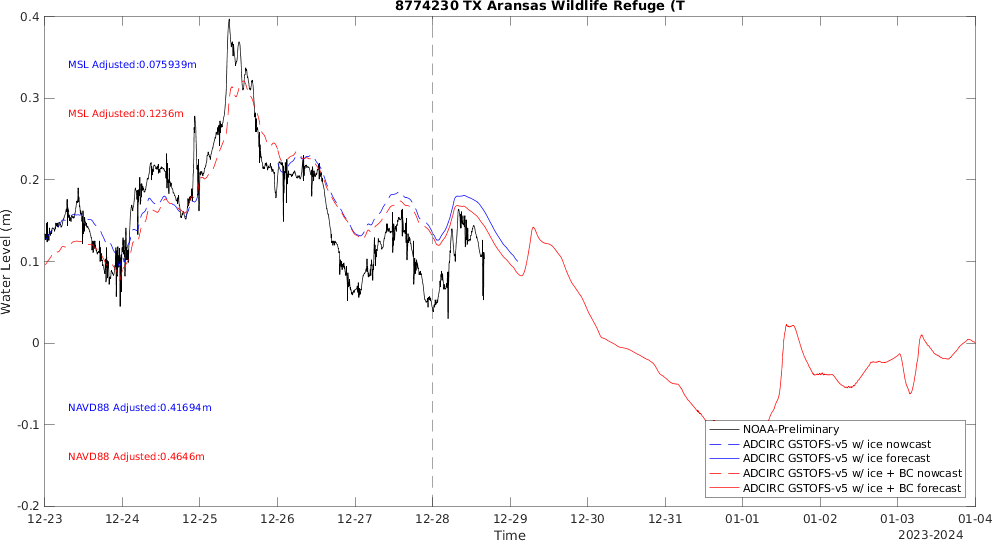 8774230 TX Aransas Wildlife Refuge (T
0.4
0.3
0.2
0.1
0
-0.1
-0.2
Water Level (m)
MSL Adjusted:0.075939m
MSL Adjusted:0.1236m
NAVD88 Adjusted:0.41694m
NAVD88 Adjusted:0.4646m
NOAA-Preliminary
ADCIRC GSTOFS-v5 w/ ice nowcast
ADCIRC GSTOFS-v5 w/ ice forecast
ADCIRC GSTOFS-v5 w/ ice + BC nowcast
ADCIRC GSTOFS-v5 w/ ice + BC forecast
12-23 12-24 12-25 12-26 12-27 12-28 12-29 12-30 12-31 01-01 01-02 01-03 01-04
Time
2023-2024